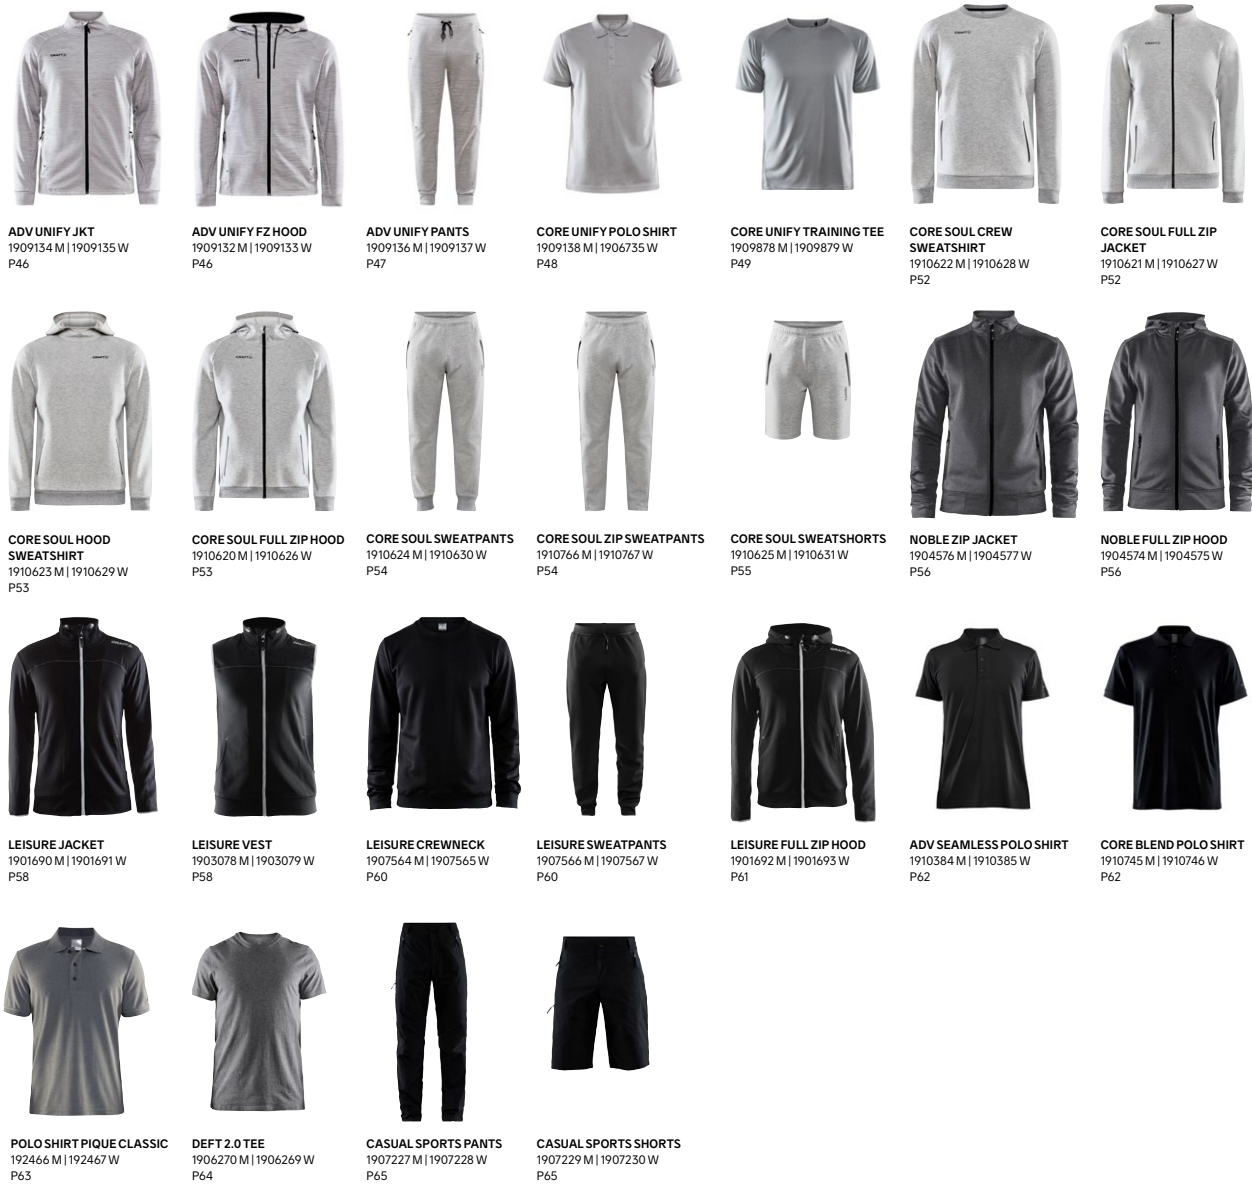 ADV UNIFY JKT
1909134 M | 1909135 W
P46
ADV UNIFY FZ HOOD
1909132 M | 1909133 W
P46
ADV UNIFY PANTS
1909136 M | 1909137 W
P47
CORE UNIFY POLO SHIRT
1909138 M | 1906735 W
P48
CORE UNIFY TRAINING TEE
1909878 M | 1909879 W
P49
CORE SOUL CREW
SWEATSHIRT
1910622 M | 1910628 W
P52
CORE SOUL FULL ZIP
JACKET
1910621 M | 1910627 W
P52
CORE SOUL HOOD
SWEATSHIRT
1910623 M | 1910629 W
P53
CORE SOUL FULL ZIP HOOD
1910620 M | 1910626 W
P53
CORE SOUL SWEATPANTS
1910624 M | 1910630 W
P54
CORE SOUL ZIP SWEATPANTS
1910766 M | 1910767 W
P54
CORE SOUL SWEATSHORTS
1910625 M | 1910631 W
P55
NOBLE ZIP JACKET
1904576 M | 1904577 W
P56
NOBLE FULL ZIP HOOD
1904574 M | 1904575 W
P56
LEISURE JACKET
1901690 M | 1901691 W
P58
LEISURE VEST
1903078 M | 1903079 W
P58
LEISURE CREWNECK
1907564 M | 1907565 W
P60
LEISURE SWEATPANTS
1907566 M | 1907567 W
P60
LEISURE FULL ZIP HOOD
1901692 M | 1901693 W
P61
ADV SEAMLESS POLO SHIRT
1910384 M | 1910385 W
P62
CORE BLEND POLO SHIRT
1910745 M | 1910746 W
P62
POLO SHIRT PIQUE CLASSIC
192466 M | 192467 W
P63
DEFT 2.0 TEE
1906270 M | 1906269 W
P64
CASUAL SPORTS PANTS
1907227 M | 1907228 W
P65
CASUAL SPORTS SHORTS
1907229 M | 1907230 W
P65